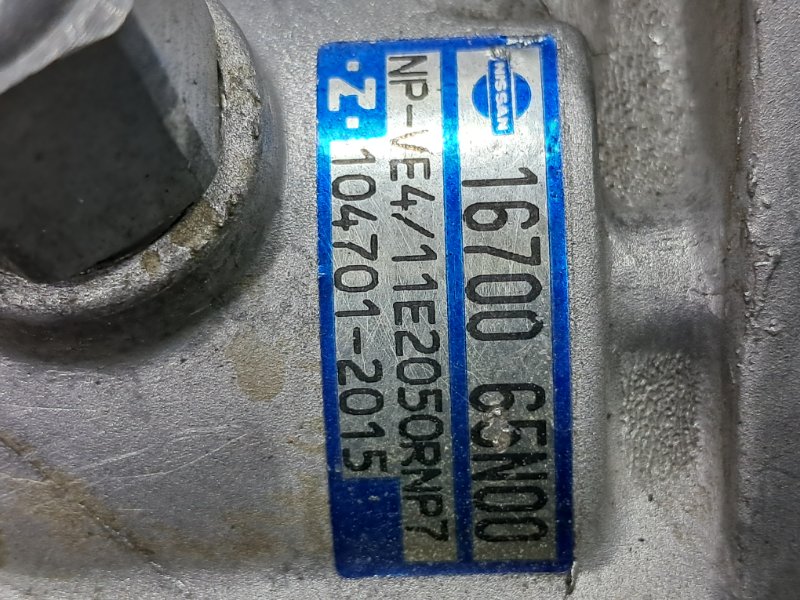 NISSAN
16700 65N00
NP-VE4/11E2050RNP7
·Z· 104701-2015